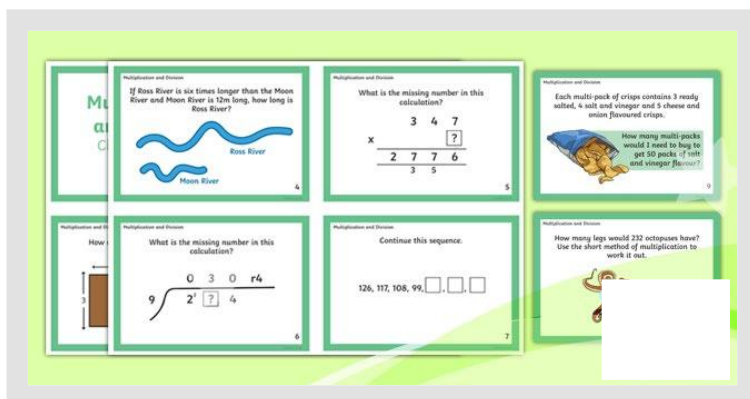 Mu
a
C
Multiplication and Division
If Ross River is six times longer than the Moon
River and Moon River is 12m long, how long is
Ross River?
Ross River
Moon River
4
Multiplication and Division
What is the missing number in this
calculation?
3 4 7
x ?
2 7 7 6
3 5
5
Multiplication and Division
Each multi-pack of crisps contains 3 ready
salted, 4 salt and vinegar and 5 cheese and
onion flavoured crisps.
How many multi-packs
would I need to buy to
get 50 packs of salt
and vinegar flavour?
9
Multiplication and Di
How
3
Multiplication and Division
What is the missing number in this
calculation?
0 3 0 r4
9 2 2 ? 4
6
Multiplication and Division
Continue this sequence.
126, 117, 108, 99, , ,
7
Multiplication and Division
How many legs would 232 octopuses have?
Use the short method of multiplication to
work it out.